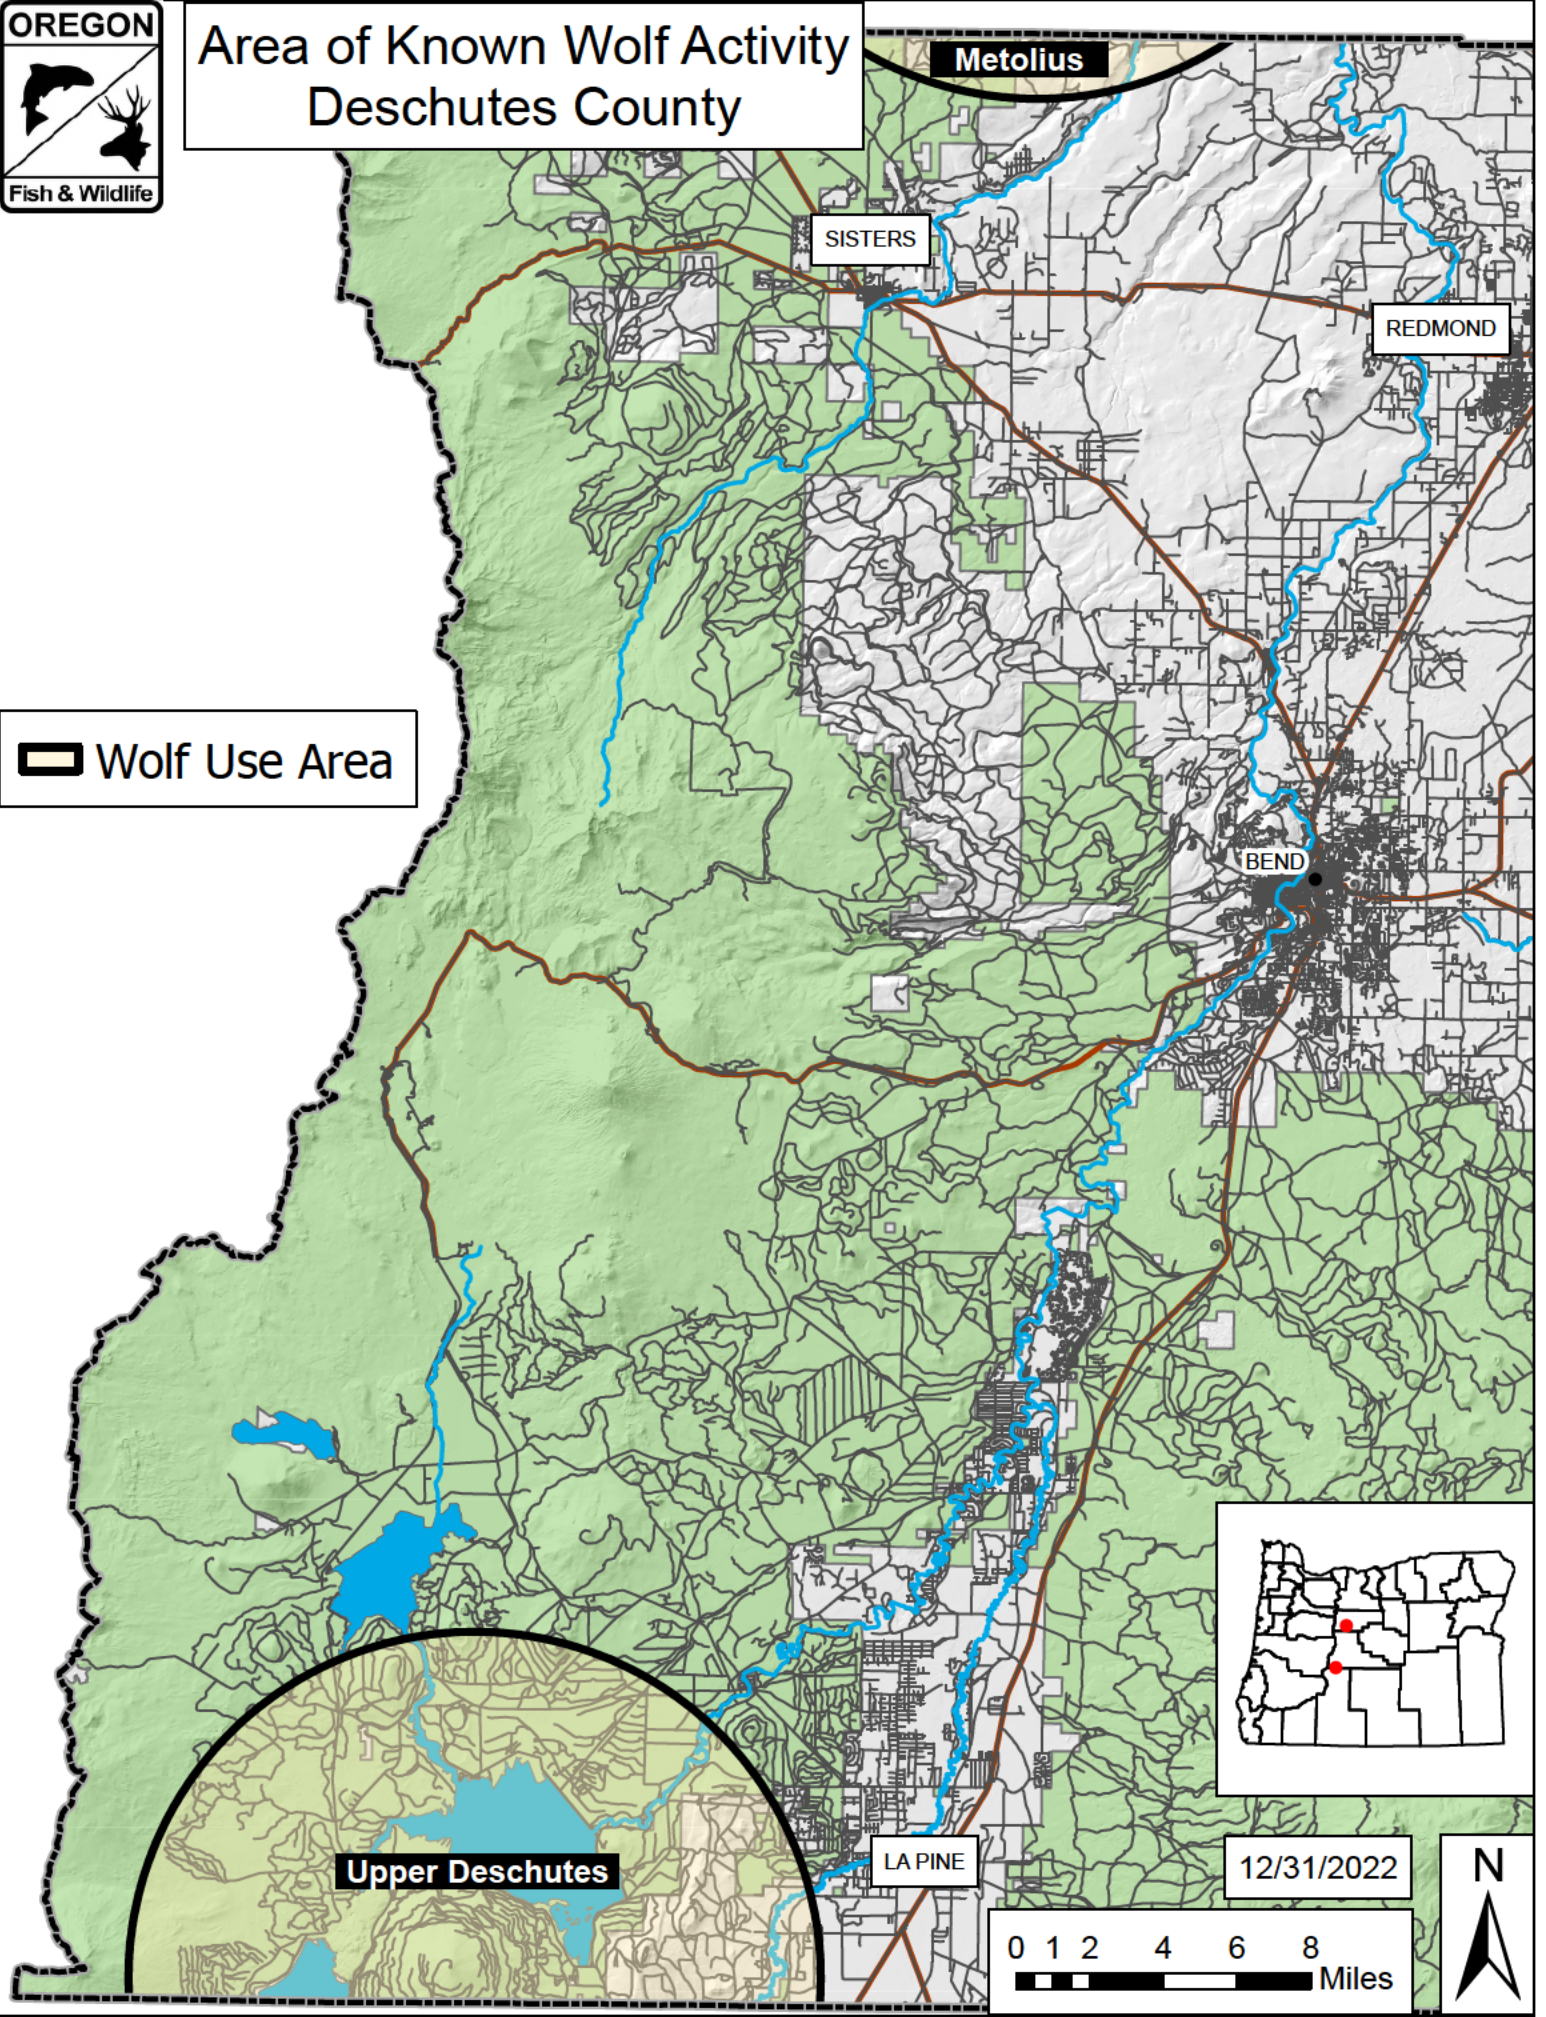 OREGON
Fish & Wildlife
Area of Known Wolf Activity
Deschutes County
Metolius
SISTERS
REDMOND
Wolf Use Area
BEND
Upper Deschutes
LA PINE
12/31/2022
N
0 1 2 4 6 8
Miles